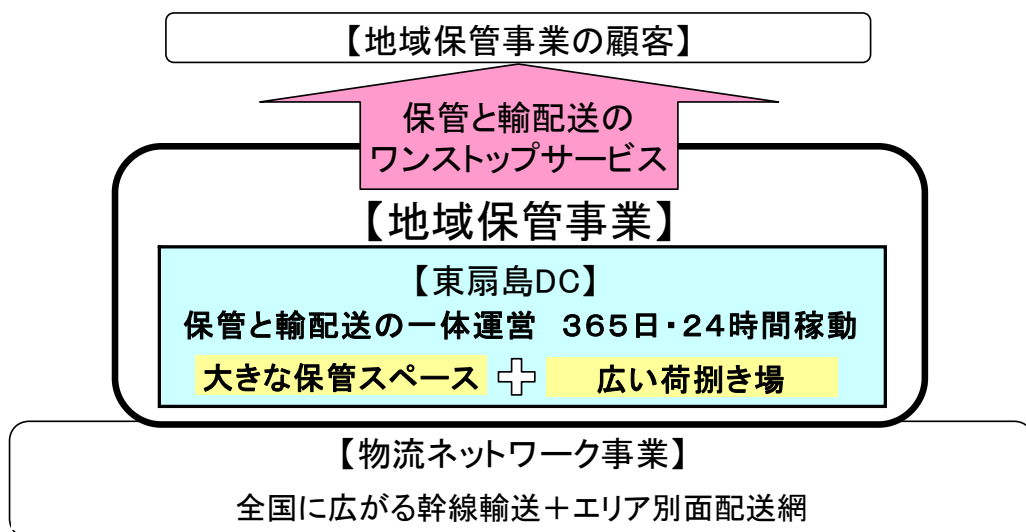 【地域保管事業の顧客】
保管と輸配送の
ワンストップサービス
【地域保管事業】
【東扇島DC】
保管と輸配送の一体運営　365日・24時間稼動
大きな保管スペース + 広い荷捌き場
【物流ネットワーク事業】
全国に広がる幹線輸送＋エリア別面配送網